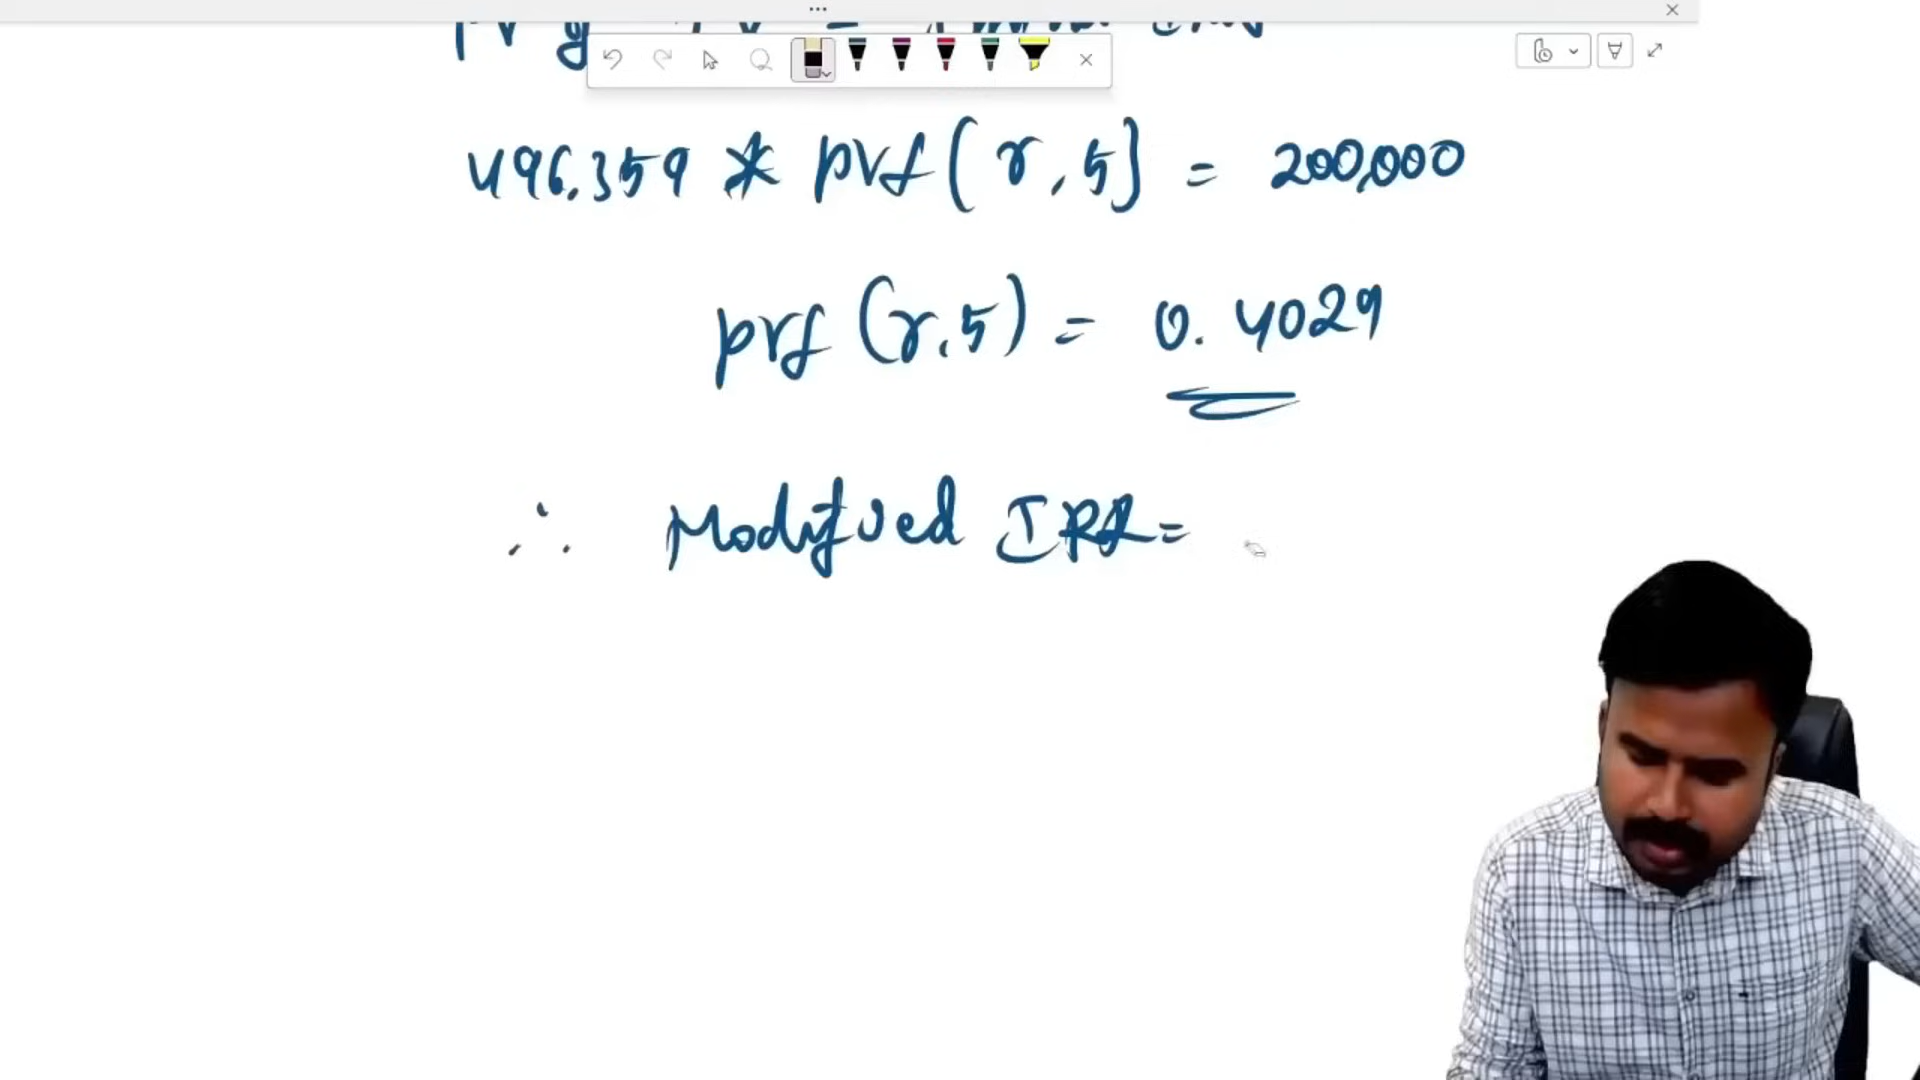 496.359 * pvf(r,5) = 200,000
pvf (r,5) = 0.4029
∴ Modified IRR =